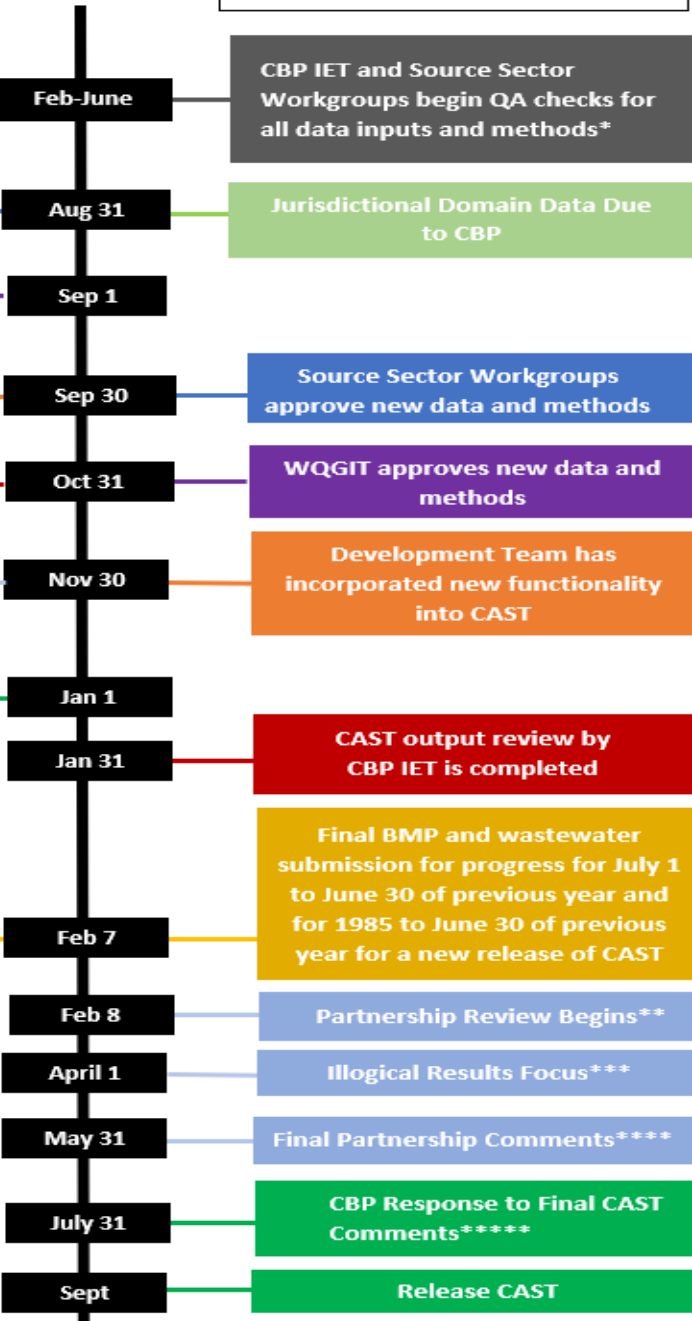 Feb-June
CBP IET and Source Sector
Workgroups begin QA checks for
all data inputs and methods*
Aug 31
Jurisdictional Domain Data Due
to CBP
Sep 1
Sep 30
Source Sector Workgroups
approve new data and methods
Oct 31
WQGIT approves new data and
methods
Nov 30
Development Team has
incorporated new functionality
into CAST
Jan 1
Jan 31
CAST output review by
CBP IET is completed
Feb 7
Final BMP and wastewater
submission for progress for July 1
to June 30 of previous year and
for 1985 to June 30 of previous
year for a new release of CAST
Feb 8
Partnership Review Begins**
April 1
Illogical Results Focus***
May 31
Final Partnership Comments****
July 31
CBP Response to Final CAST
Comments*****
Sept
Release CAST